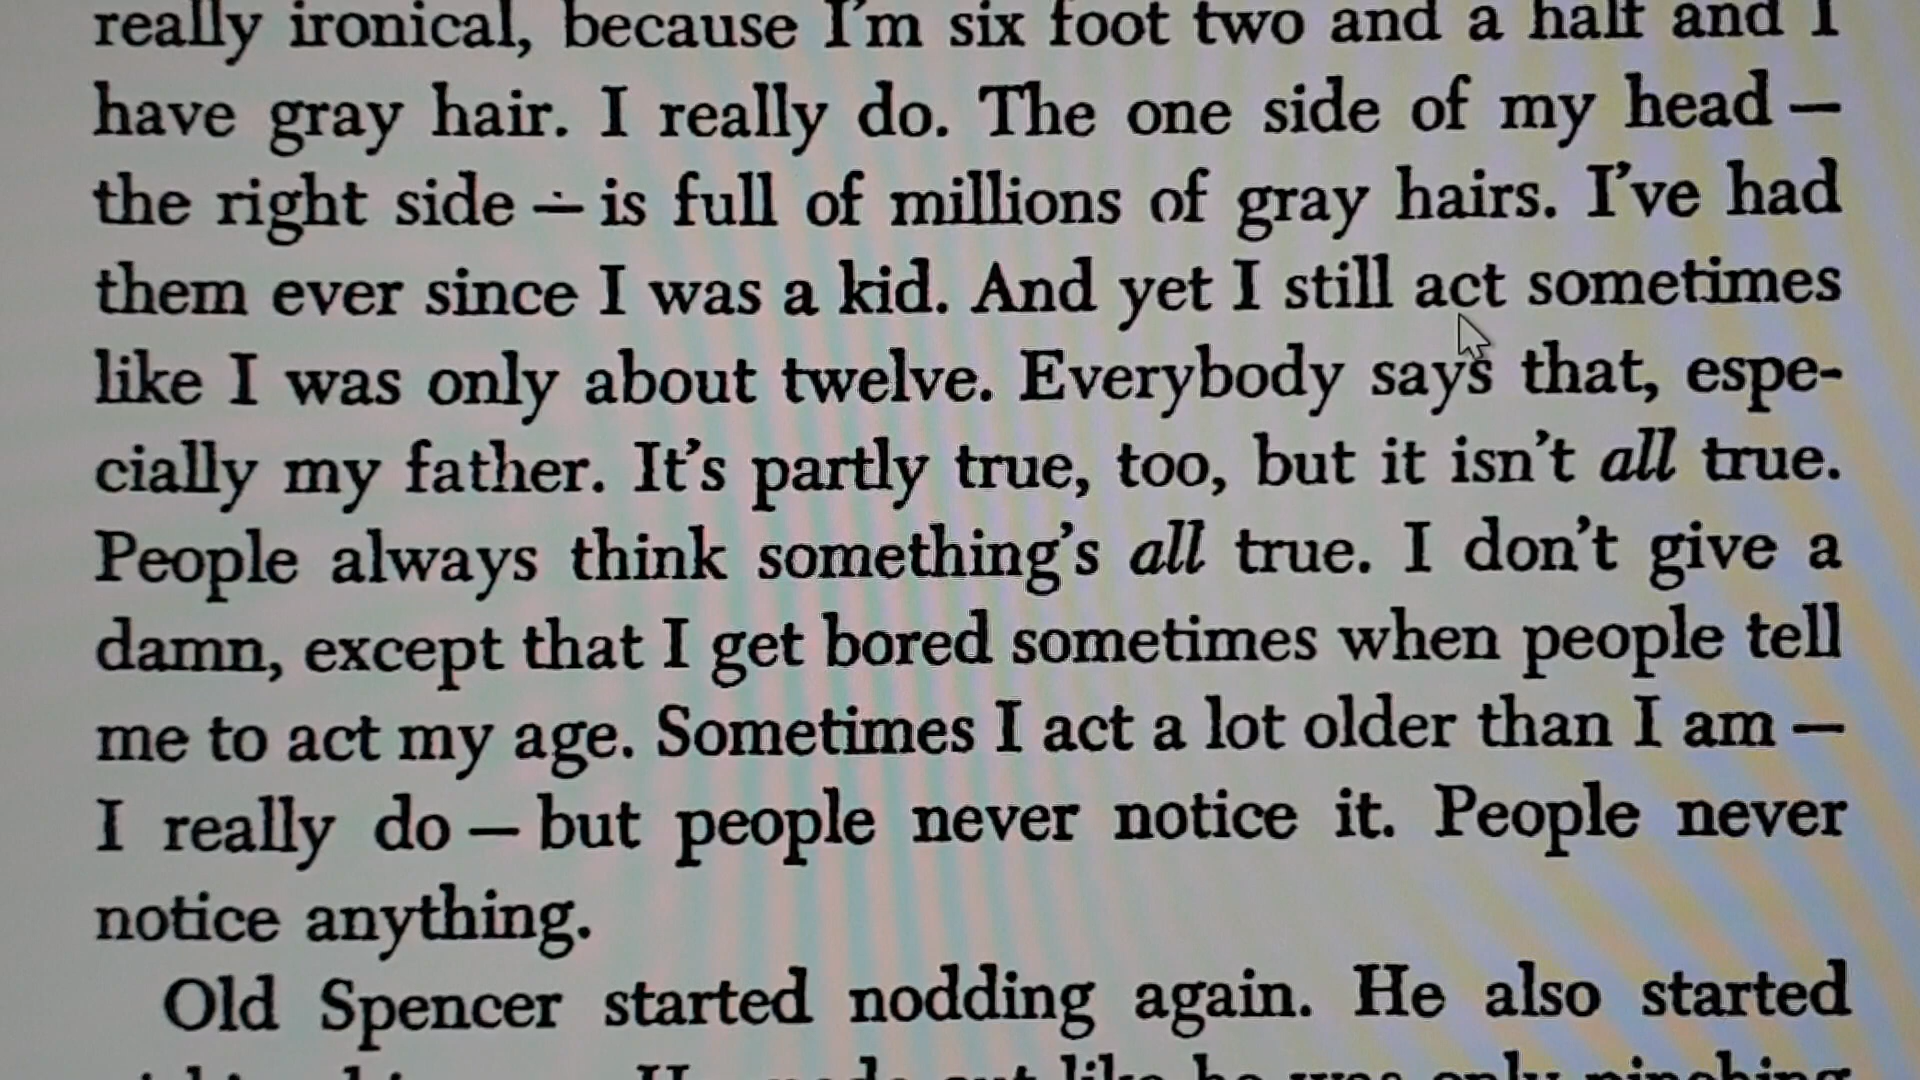 really ironical, because I'm six foot two and a half and I
have gray hair. I really do. The one side of my head —
the right side — is full of millions of gray hairs. I've had
them ever since I was a kid. And yet I still act sometimes
like I was only about twelve. Everybody says that, espe-
cially my father. It's partly true, too, but it isn't all true.
People always think something's all true. I don't give a
damn, except that I get bored sometimes when people tell
me to act my age. Sometimes I act a lot older than I am —
I really do — but people never notice it. People never
notice anything.
Old Spencer started nodding again. He also started
like he was only pinching